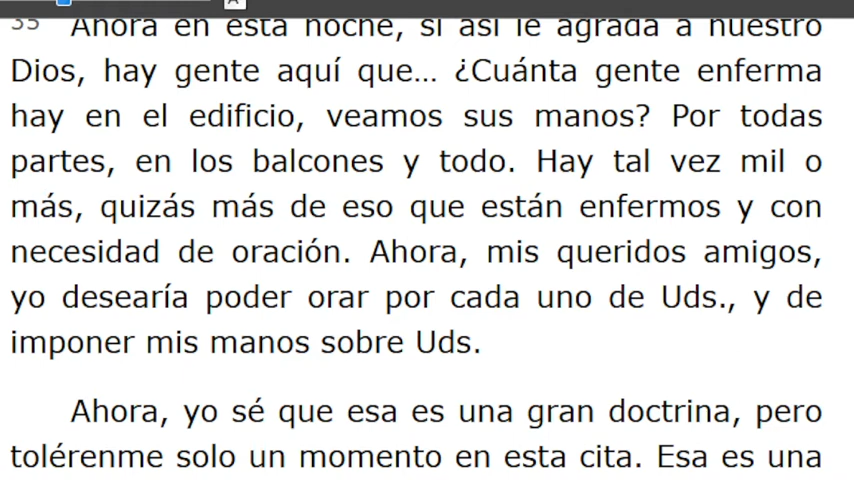 35 Ahora en esta noche, si así le agrada a nuestro
Dios, hay gente aquí que… ¿Cuánta gente enferma
hay en el edificio, veamos sus manos? Por todas
partes, en los balcones y todo. Hay tal vez mil o
más, quizás más de eso que están enfermos y con
necesidad de oración. Ahora, mis queridos amigos,
yo desearía poder orar por cada uno de Uds., y de
imponer mis manos sobre Uds.
Ahora, yo sé que esa es una gran doctrina, pero
tolérenme solo un momento en esta cita. Esa es una